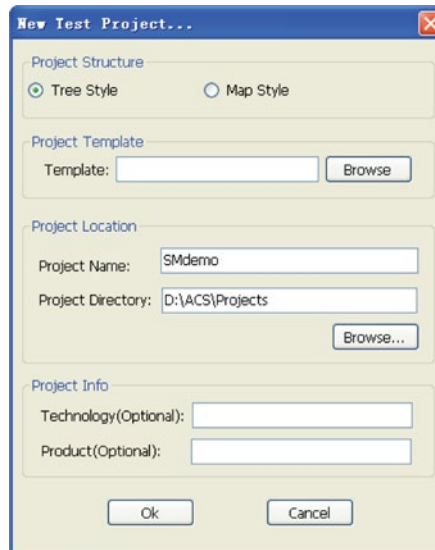 New Test Project...
Project Structure
Tree Style Map Style
Project Template
Template: Browse
Project Location
Project Name: SMdemo
Project Directory: D:\ACS\Projects
Browse...
Project Info
Technology(Optional):
Product(Optional):
Ok Cancel